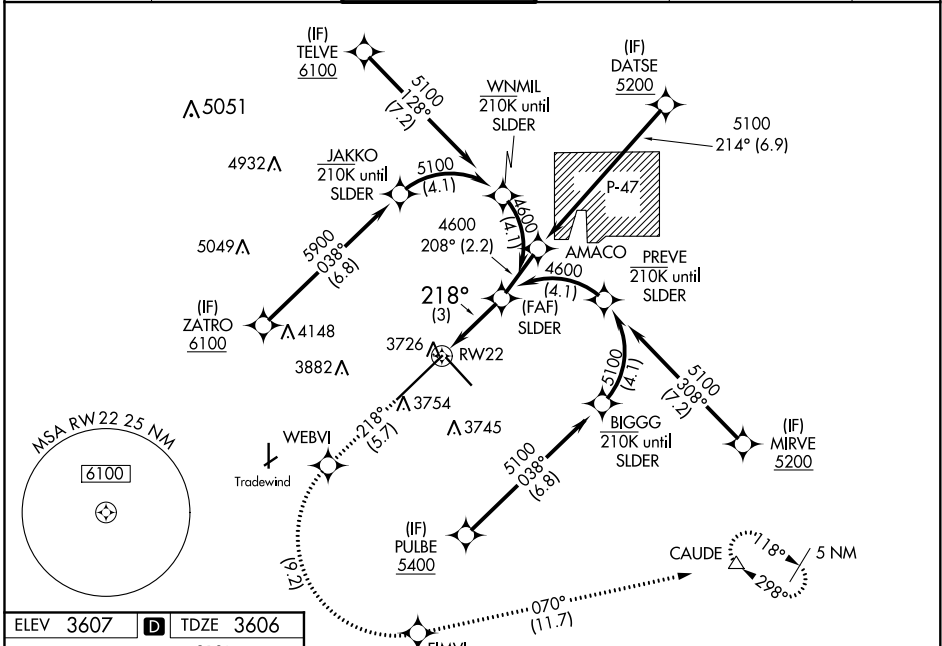 (IF)
TELVE
6100
5100
128°
(7.2)
WNMIL
210K until
SLDER
(IF)
DATSE
5200
5100
214° (6.9)
5051
4932
JAKKO
210K until
SLDER
5100
(4.1)
P-47
4600
(4.1)
4600
208° (2.2)
AMACO
5049
5900
038°
(6.8)
PREVE
210K until
SLDER
4600
(4.1)
218°
(3)
(FAF)
SLDER
(IF)
ZATRO
6100
4148
3726
RW22
3882
5100
(4.1)
5100
308°
(7.2)
3754
3745
218°
(5.7)
BIGGG
210K until
SLDER
(IF)
MIRVE
5200
MSA RW22 25 NM
6100
WEBVI
Tradewind
5100
038°
(6.8)
(IF)
PULBE
5400
(9.2)
CAUDE
118°
298°
5 NM
070°
(11.7)
ELEV 3607
D
TDZE 3606